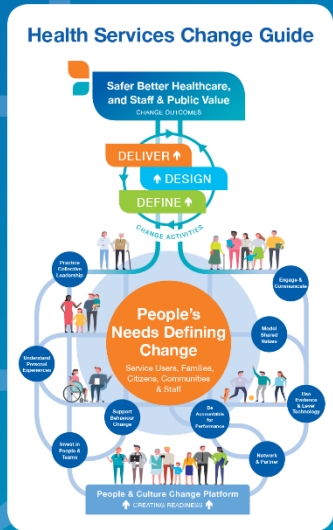 Health Services Change Guide
Safer Better Healthcare,
and Staff & Public Value
CHANGE OUTCOMES
DELIVER
DESIGN
DEFINE
CHANGE ACTIVITIES
Practice
Collective
Leadership
Engage &
Communicate
People's
Needs Defining
Change
Service Users, Families,
Citizens, Communities
& Staff
Model
Shared
Values
Understand
Personal
Experiences
Support
Behaviour
Change
Be
Accountable
for
Performance
Use
Evidence
& Level
Technology
Invest in
People &
Teams
Network
& Partner
People & Culture Change Platform
CREATING READINESS